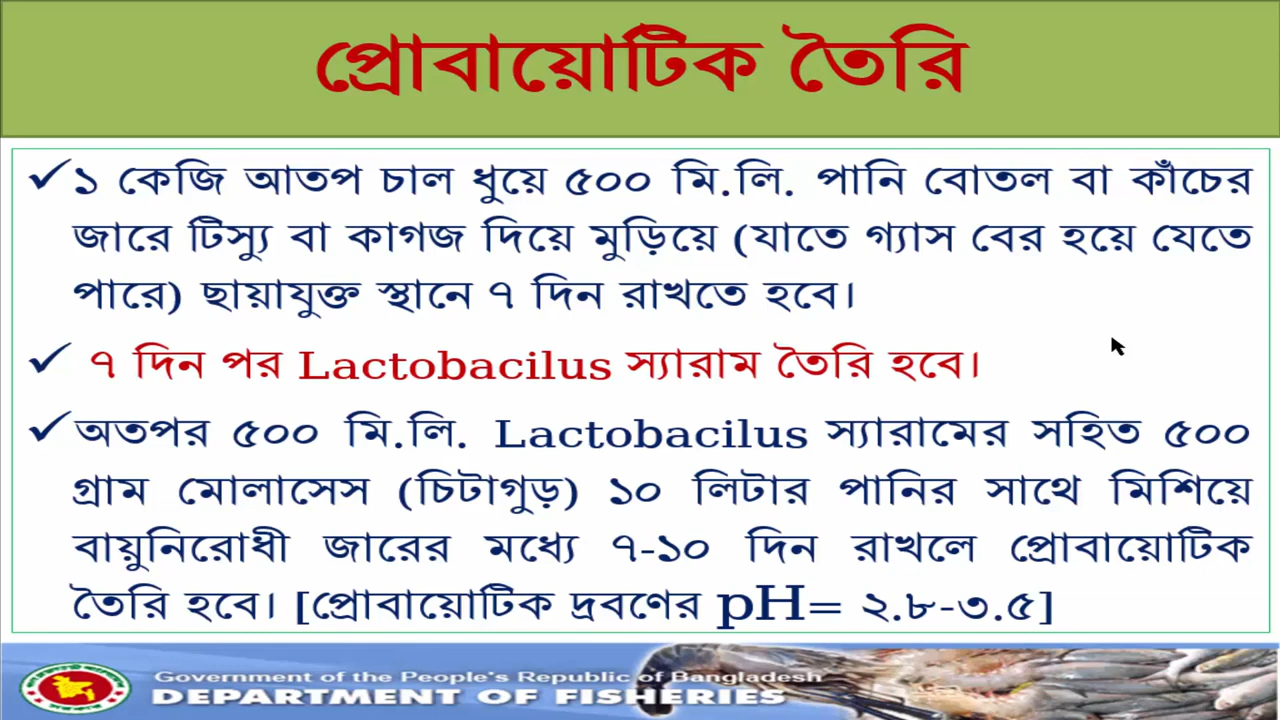 প্রোবায়োটিক তৈরি
✓ ১ কেজি আতপ চাল ধুয়ে ৫০০ মি.লি. পানি বোতল বা কাঁচের
জারে টিস্যু বা কাগজ দিয়ে মুড়িয়ে (যাতে গ্যাস বের হয়ে যেতে
পারে) ছায়াযুক্ত স্থানে ৭ দিন রাখতে হবে।
✓ ৭ দিন পর Lactobacilus স্যারাম তৈরি হবে।
✓ অতপর ৫০০ মি.লি. Lactobacilus স্যারামের সহিত ৫০০
গ্রাম মোলাসেস (চিটাগুড়) ১০ লিটার পানির সাথে মিশিয়ে
বায়ুনিরোধী জারের মধ্যে ৭-১০ দিন রাখলে প্রোবায়োটিক
তৈরি হবে। [প্রোবায়োটিক দ্রবণের pH= ২.৮-৩.৫]
Government of the People's Republic of Bangladesh
DEPARTMENT OF FISHERIES